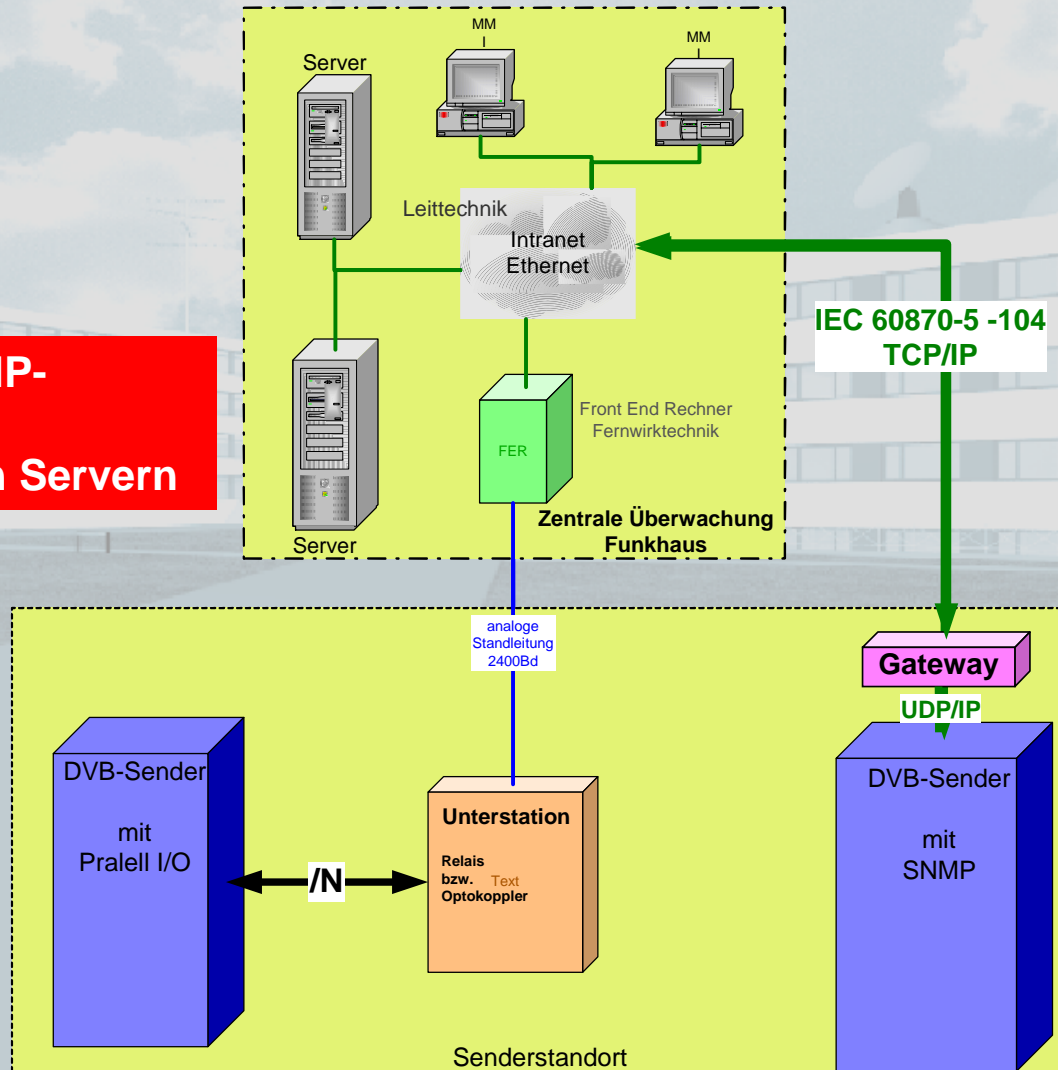 MM
I
MM
I
Server
Leittechnik
Intranet
Ethernet
IEC 60870-5 -104
TCP/IP
IP-
n Servern
Front End Rechner
Fernwirktechnik
FER
Zentrale Überwachung
Funkhaus
Server
analoge
Standleitung
2400Bd
Gateway
UDP/IP
DVB-Sender
mit
Pralell I/O
/N
Unterstation
Relais
bzw. Text
Optokoppler
DVB-Sender
mit
SNMP
Senderstandort